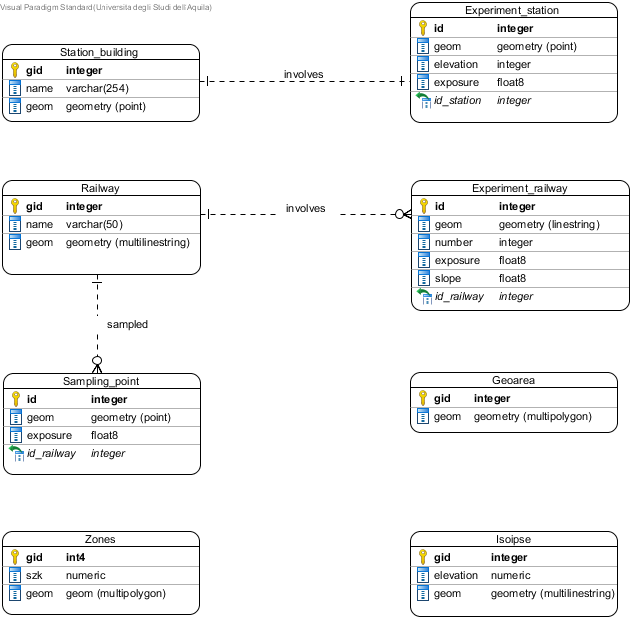 Visual Paradigm Standard(Universita degli Studi dell'Aquila)
Station_building
gid integer
name varchar(254)
geom geometry (point)
involves
Experiment_station
id integer
geom geometry (point)
elevation integer
exposure float8
id_station integer
Railway
gid integer
name varchar(50)
geom geometry (multilinestring)
involves
Experiment_railway
id integer
geom geometry (linestring)
number integer
exposure float8
slope float8
id_railway integer
sampled
Sampling_point
id integer
geom geometry (point)
exposure float8
id_railway integer
Geoarea
gid integer
geom geometry (multipolygon)
Zones
gid int4
szk numeric
geom geom (multipolygon)
Isoipse
gid integer
elevation numeric
geom geometry (multilinestring)